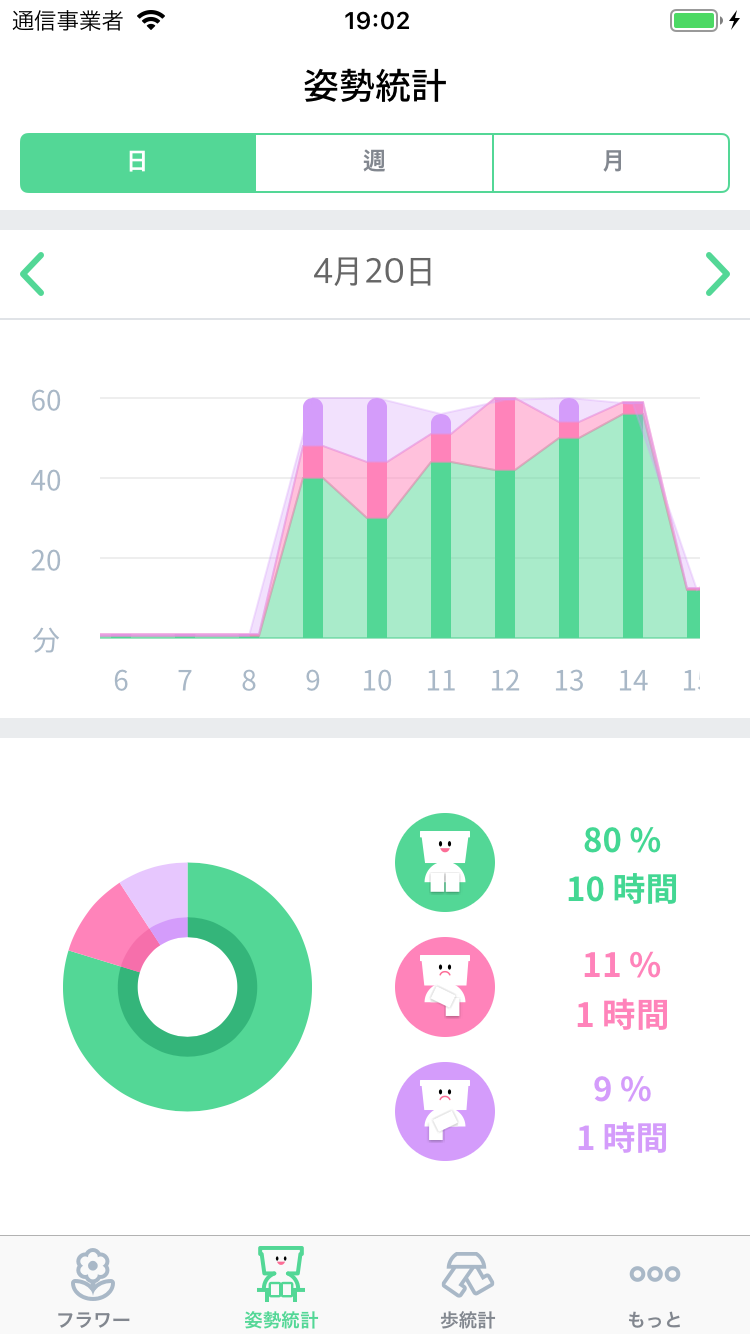 通信事業者 19:02
姿勢統計
日 週 月
4月20日
60
40
20
分
6 7 8 9 10 11 12 13 14
80 %
10 時間
11 %
1 時間
9 %
1 時間
フラワー 姿勢統計 歩統計 もっと